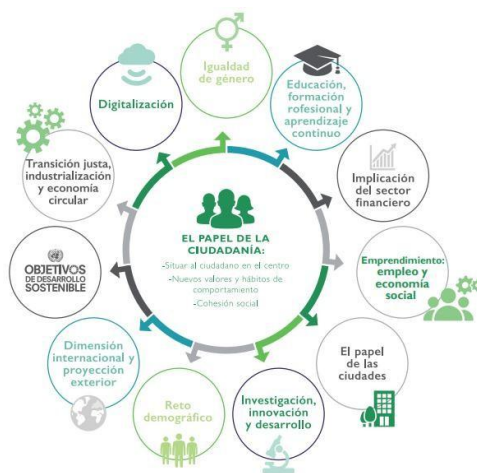 Igualdad
de género
Educación,
formación
rofesional y
aprendizaje
continuo
Implicación
del sector
financiero
Emprendimiento:
empleo y
economía
social
El papel
de las
ciudades
Investigación,
innovación
y desarrollo
Reto
demográfico
Dimensión
internacional y
proyección
exterior
OBJETIVOS
DE DESARROLLO
SOSTENIBLE
Transición justa,
industrialización
y economía
circular
Digitalización
EL PAPEL DE LA
CIUDADANÍA:
-Situar al ciudadano en el centro
-Nuevos valores y hábitos de
comportamiento
-Cohesión social